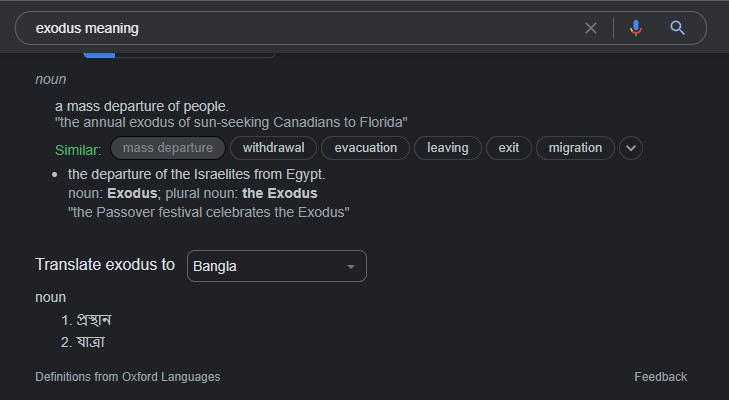 exodus meaning
noun
a mass departure of people.
"the annual exodus of sun-seeking Canadians to Florida"
Similar: mass departure withdrawal evacuation leaving exit migration
• the departure of the Israelites from Egypt.
noun: Exodus; plural noun: the Exodus
"the Passover festival celebrates the Exodus"
Translate exodus to Bangla
noun
1. প্রস্থান
2. যাত্রা
Definitions from Oxford Languages Feedback